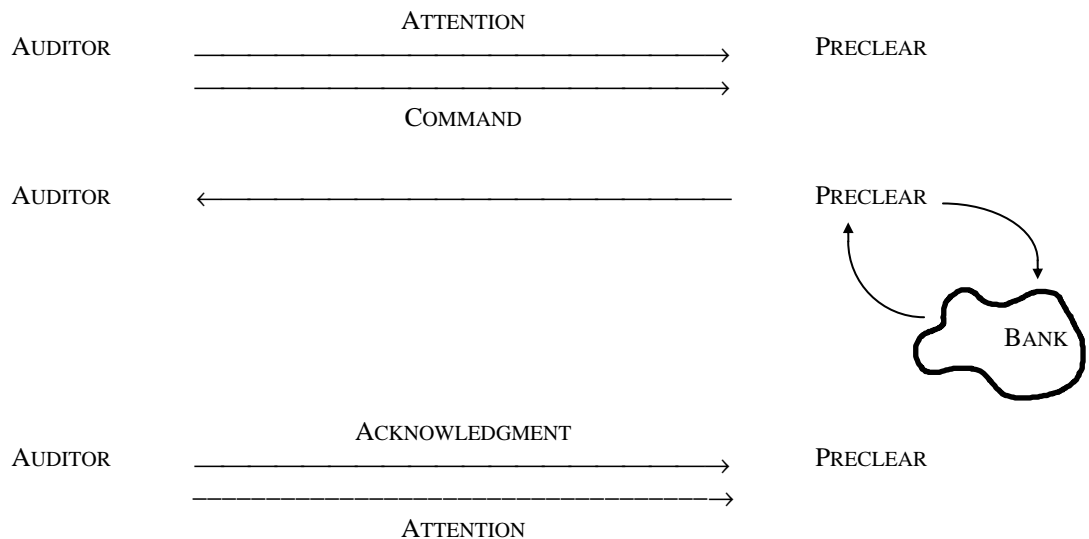 ATTENTION
AUDITOR PRECLEAR
COMMAND
AUDITOR PRECLEAR
BANK
ACKNOWLEDGMENT
AUDITOR PRECLEAR
ATTENTION